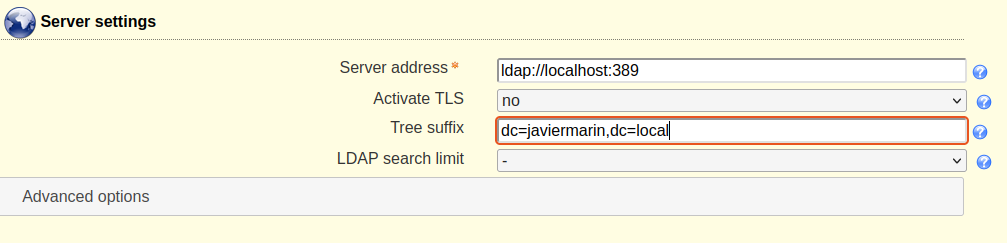 Server settings
Server address * ldap://localhost:389
Activate TLS no
Tree suffix dc=javiermarin,dc=local
LDAP search limit -
Advanced options